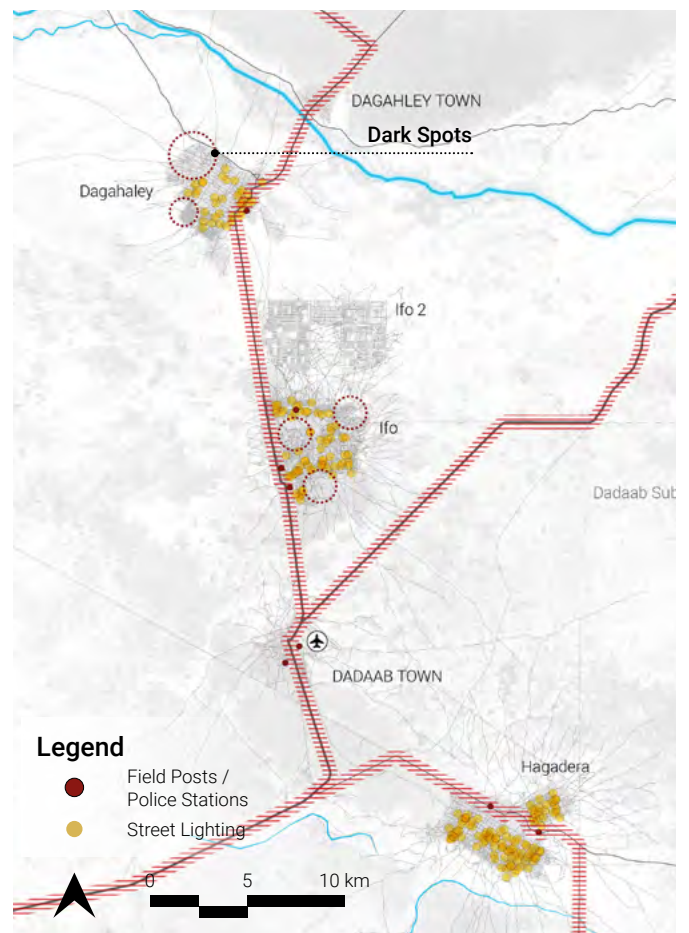 DAGAHLEY TOWN
Dark Spots
Dagahaley
Ifo 2
Ifo
Dadaab Sub
DADAAB TOWN
Hagadera
Legend
Field Posts /
Police Stations
Street Lighting
0 5 10 km